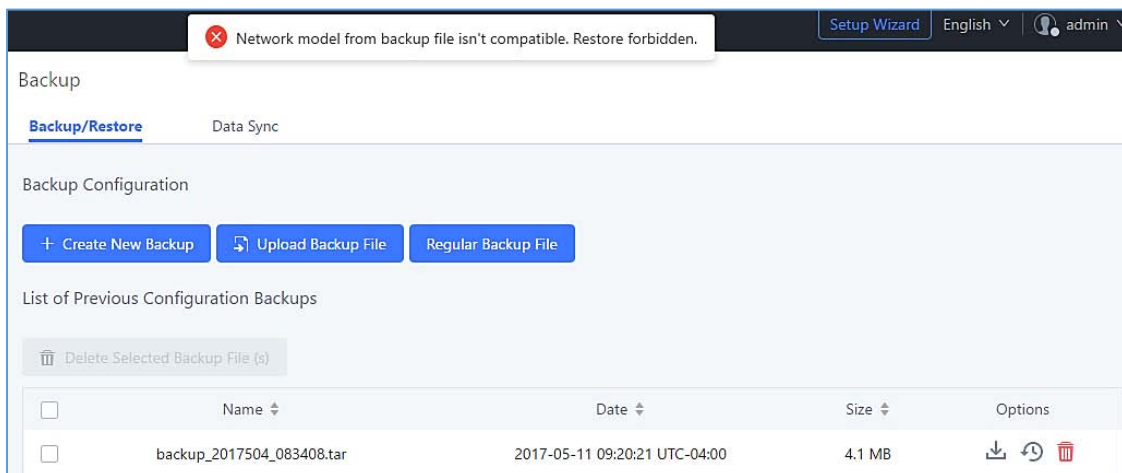 Network model from backup file isn't compatible. Restore forbidden.
Setup Wizard English admin
Backup
Backup/Restore Data Sync
Backup Configuration
+ Create New Backup Upload Backup File Regular Backup File
List of Previous Configuration Backups
Delete Selected Backup File (s)
Name Date Size Options
backup_2017504_083408.tar 2017-05-11 09:20:21 UTC-04:00 4.1 MB